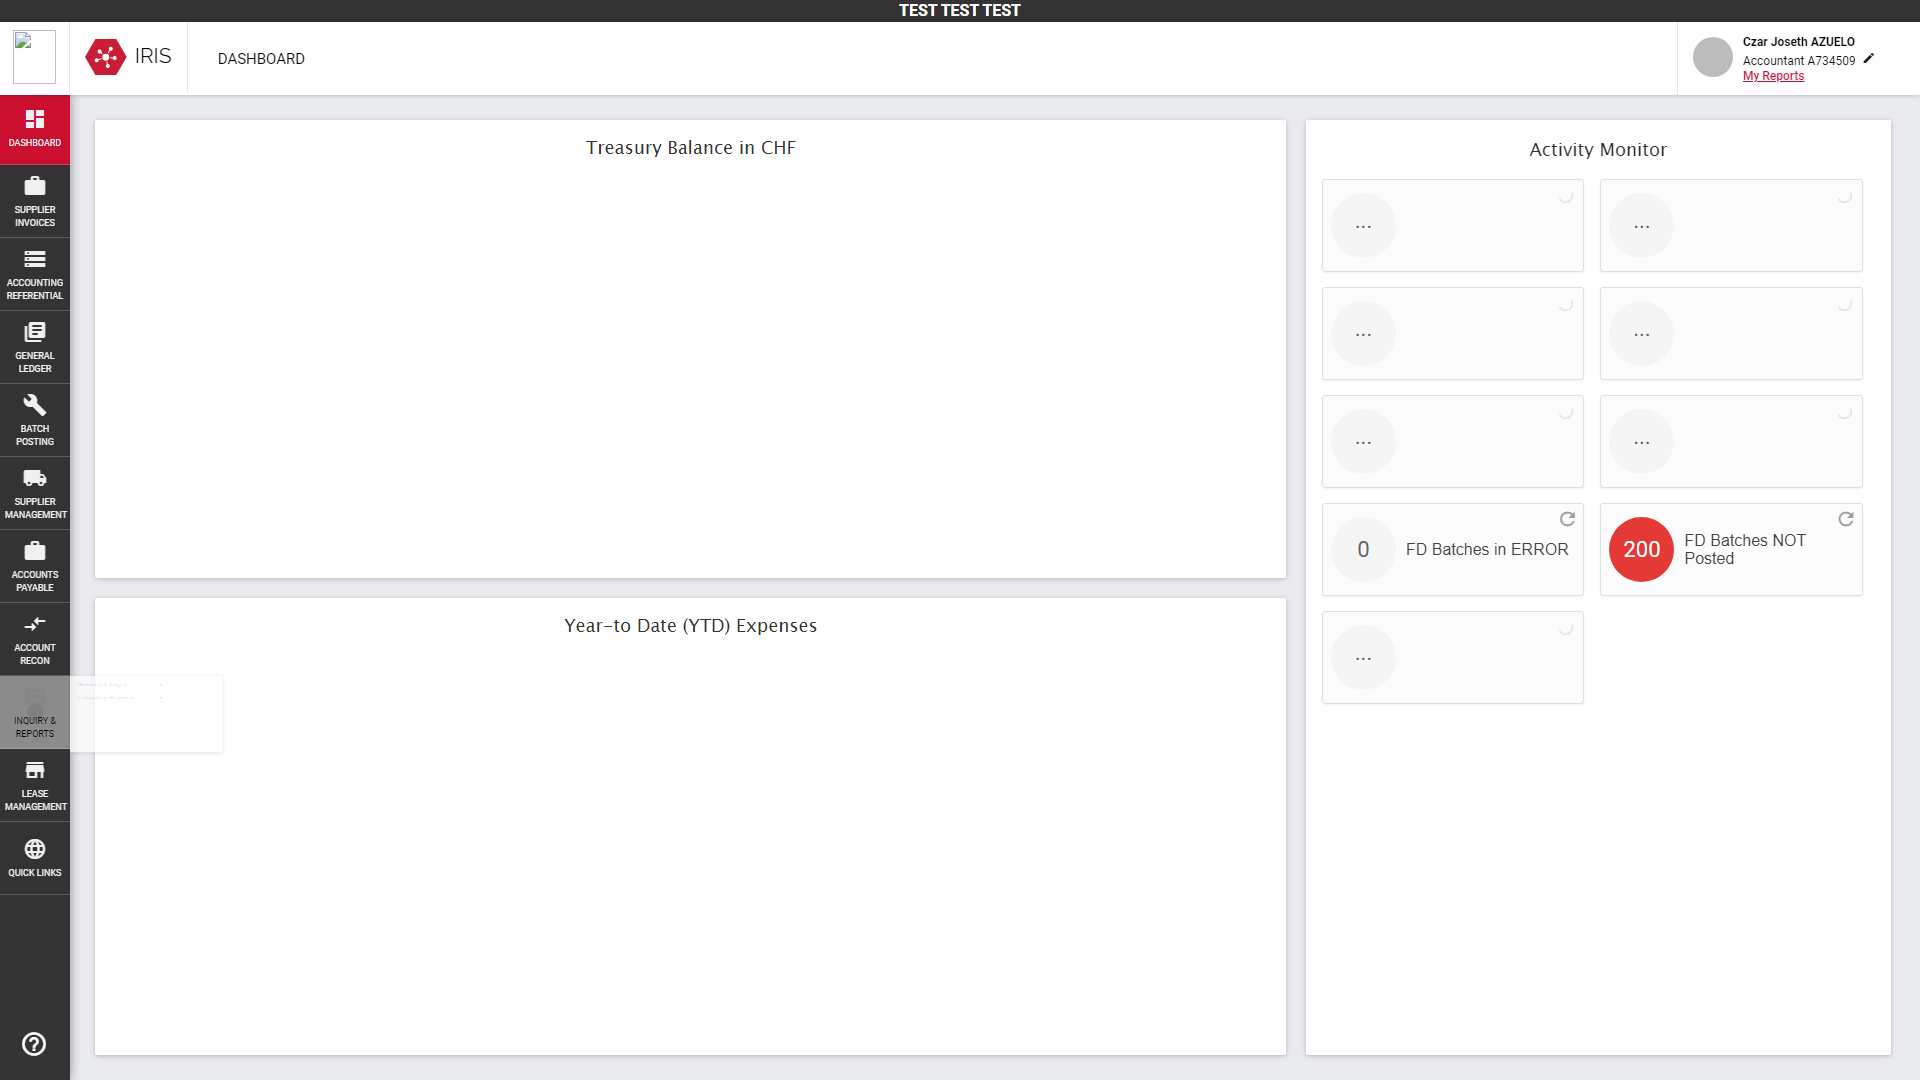 TEST TEST TEST
IRIS
DASHBOARD
Czar Joseth AZUELO
Accountant A734509
My Reports
DASHBOARD
SUPPLIER
INVOICES
ACCOUNTING
REFERENTIAL
GENERAL
LEDGER
BATCH
POSTING
SUPPLIER
MANAGEMENT
ACCOUNTS
PAYABLE
ACCOUNT
RECON
INQUIRY &
REPORTS
LEASE
MANAGEMENT
QUICK LINKS
Treasury Balance in CHF
Year-to Date (YTD) Expenses
Activity Monitor
...
...
...
...
...
...
0
FD Batches in ERROR
200
FD Batches NOT
Posted
...